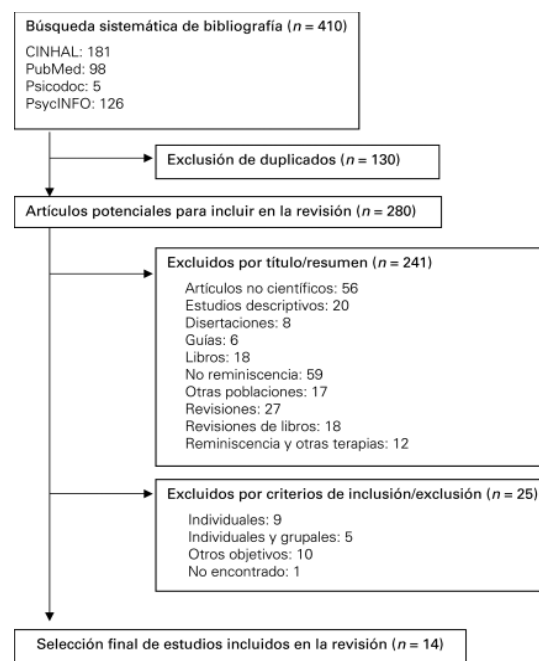 Búsqueda sistemática de bibliografía (n = 410)
CINHAL: 181
PubMed: 98
Psicodoc: 5
PsycINFO: 126
Exclusión de duplicados (n = 130)
Artículos potenciales para incluir en la revisión (n = 280)
Excluidos por título/resumen (n = 241)
Artículos no científicos: 56
Estudios descriptivos: 20
Disertaciones: 8
Guías: 6
Libros: 18
No reminiscencia: 59
Otras poblaciones: 17
Revisiones: 27
Revisiones de libros: 18
Reminiscencia y otras terapias: 12
Excluidos por criterios de inclusión/exclusión (n = 25)
Individuales: 9
Individuales y grupales: 5
Otros objetivos: 10
No encontrado: 1
Selección final de estudios incluidos en la revisión (n = 14)